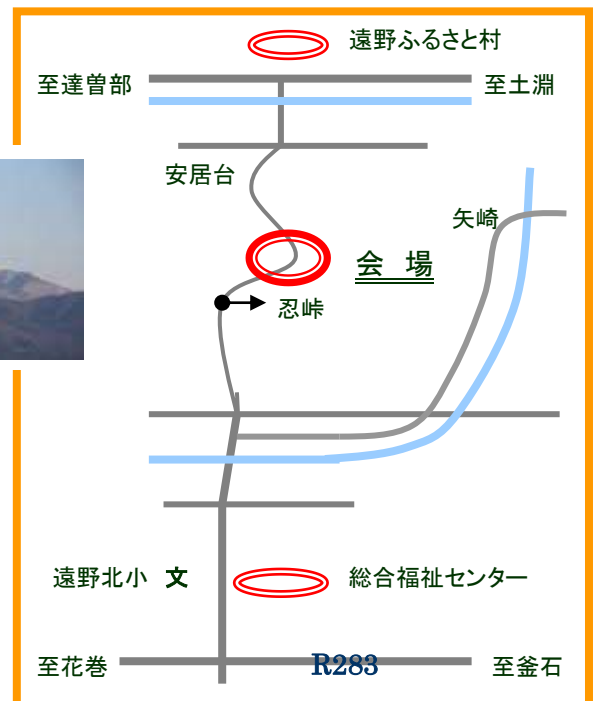 遠野ふるさと村
至達曽部
至土淵
安居台
矢崎
会 場
忍峠
遠野北小 文
総合福祉センター
至花巻
R283
至釜石